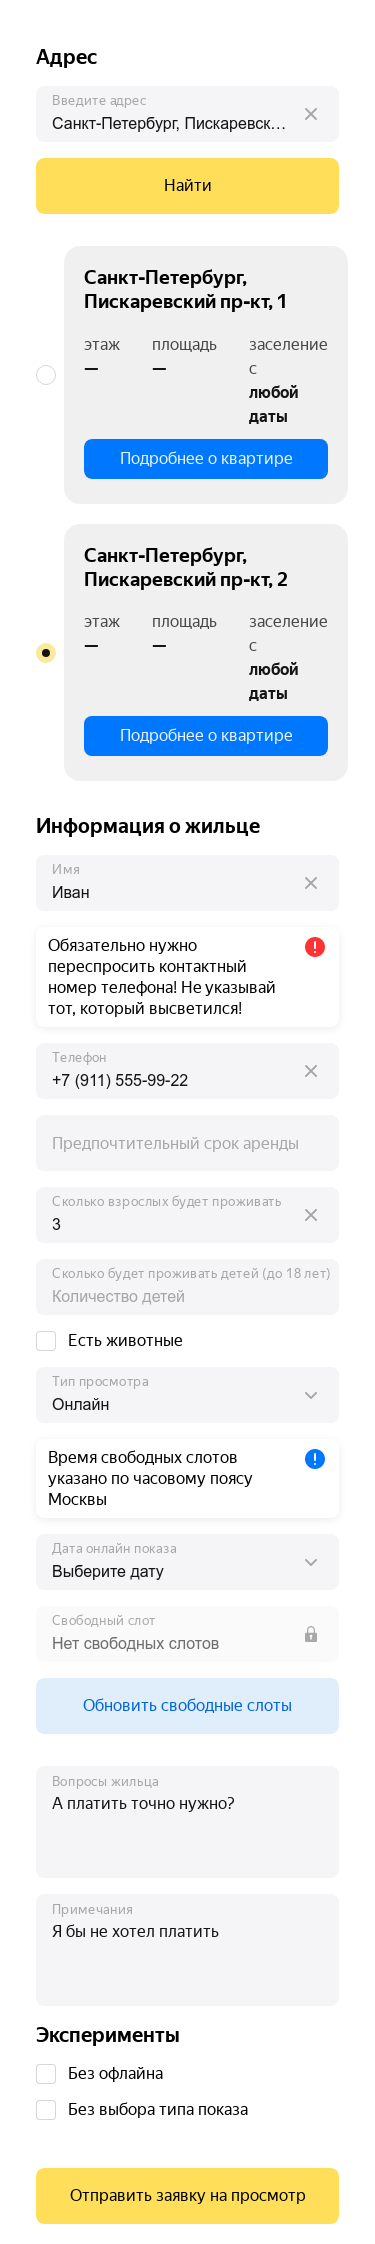 Адрес
Введите адрес
Санкт-Петербург, Пискаревск...
Найти
Санкт-Петербург,
Пискаревский пр-кт, 1
этаж площадь заселение
— — с
любой
даты
Подробнее о квартире
Санкт-Петербург,
Пискаревский пр-кт, 2
этаж площадь заселение
— — с
любой
даты
Подробнее о квартире
Информация о жильце
Имя
Иван
Обязательно нужно
переспросить контактный
номер телефона! Не указывай
тот, который высветился!
Телефон
+7 (911) 555-99-22
Предпочтительный срок аренды
Сколько взрослых будет проживать
3
Сколько будет проживать детей (до 18 лет)
Количество детей
Есть животные
Тип просмотра
Онлайн
Время свободных слотов
указано по часовому поясу
Москвы
Дата онлайн показа
Выберите дату
Свободный слот
Нет свободных слотов
Обновить свободные слоты
Вопросы жильца
А платить точно нужно?
Примечания
Я бы не хотел платить
Эксперименты
Без офлайна
Без выбора типа показа
Отправить заявку на просмотр